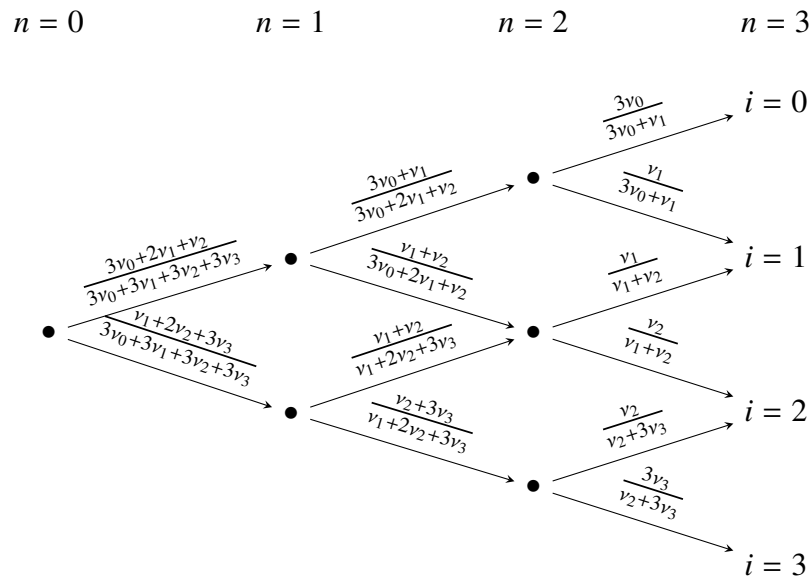 n = 0 n = 1 n = 2 n = 3
i = 0
3ν₀ / 3ν₀+ν₁
3ν₀+ν₁ / 3ν₀+2ν₁+ν₂
ν₁ / 3ν₀+ν₁
3ν₀+2ν₁+ν₂ / 3ν₀+3ν₁+3ν₂+3ν₃
ν₁+ν₂ / 3ν₀+2ν₁+ν₂
ν₁ / ν₁+ν₂
i = 1
ν₁+2ν₂+3ν₃ / 3ν₀+3ν₁+3ν₂+3ν₃
ν₁+ν₂ / ν₁+2ν₂+3ν₃
ν₂ / ν₁+ν₂
i = 2
ν₂+3ν₃ / ν₁+2ν₂+3ν₃
ν₂ / ν₂+3ν₃
3ν₃ / ν₂+3ν₃
i = 3